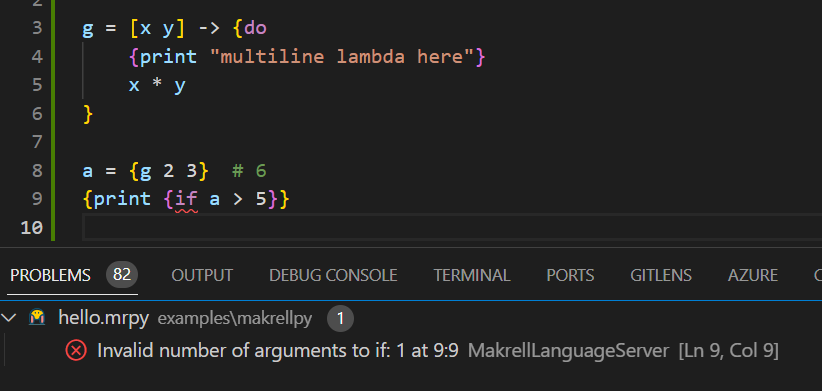 2
3 g = [x y] -> {do
4 {print "multiline lambda here"}
5 x * y
6 }
7
8 a = {g 2 3} # 6
9 {print {if a > 5}}
10
PROBLEMS 82 OUTPUT DEBUG CONSOLE TERMINAL PORTS GITLENS AZURE
hello.mrpy examples\makrellpy 1
Invalid number of arguments to if: 1 at 9:9 MakrellLanguageServer [Ln 9, Col 9]